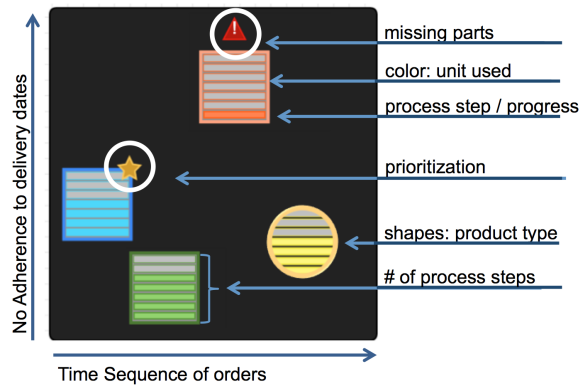 missing parts
color: unit used
process step / progress
prioritization
shapes: product type
# of process steps
No Adherence to delivery dates
Time Sequence of orders
!